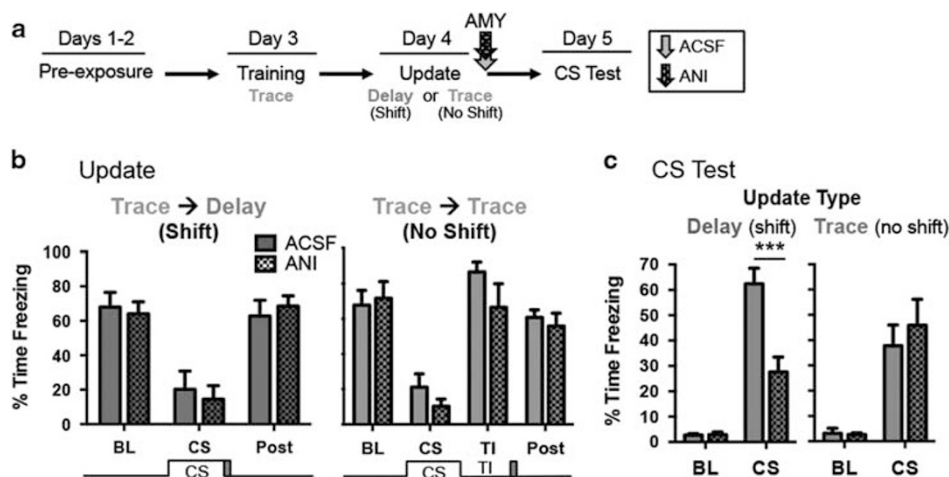 a
Days 1-2
Pre-exposure
Day 3
Training
Trace
Day 4
Update
Delay or Trace
(Shift) (No Shift)
AMY
Day 5
CS Test
ACSF
ANI
b Update
Trace → Delay
(Shift)
ACSF
ANI
% Time Freezing
100
80
60
40
20
0
BL CS Post
CS
Trace → Trace
(No Shift)
BL CS TI Post
CS TI
c CS Test
Update Type
Delay (shift) Trace (no shift)
***
% Time Freezing
70
60
50
40
30
20
10
0
BL CS
BL CS